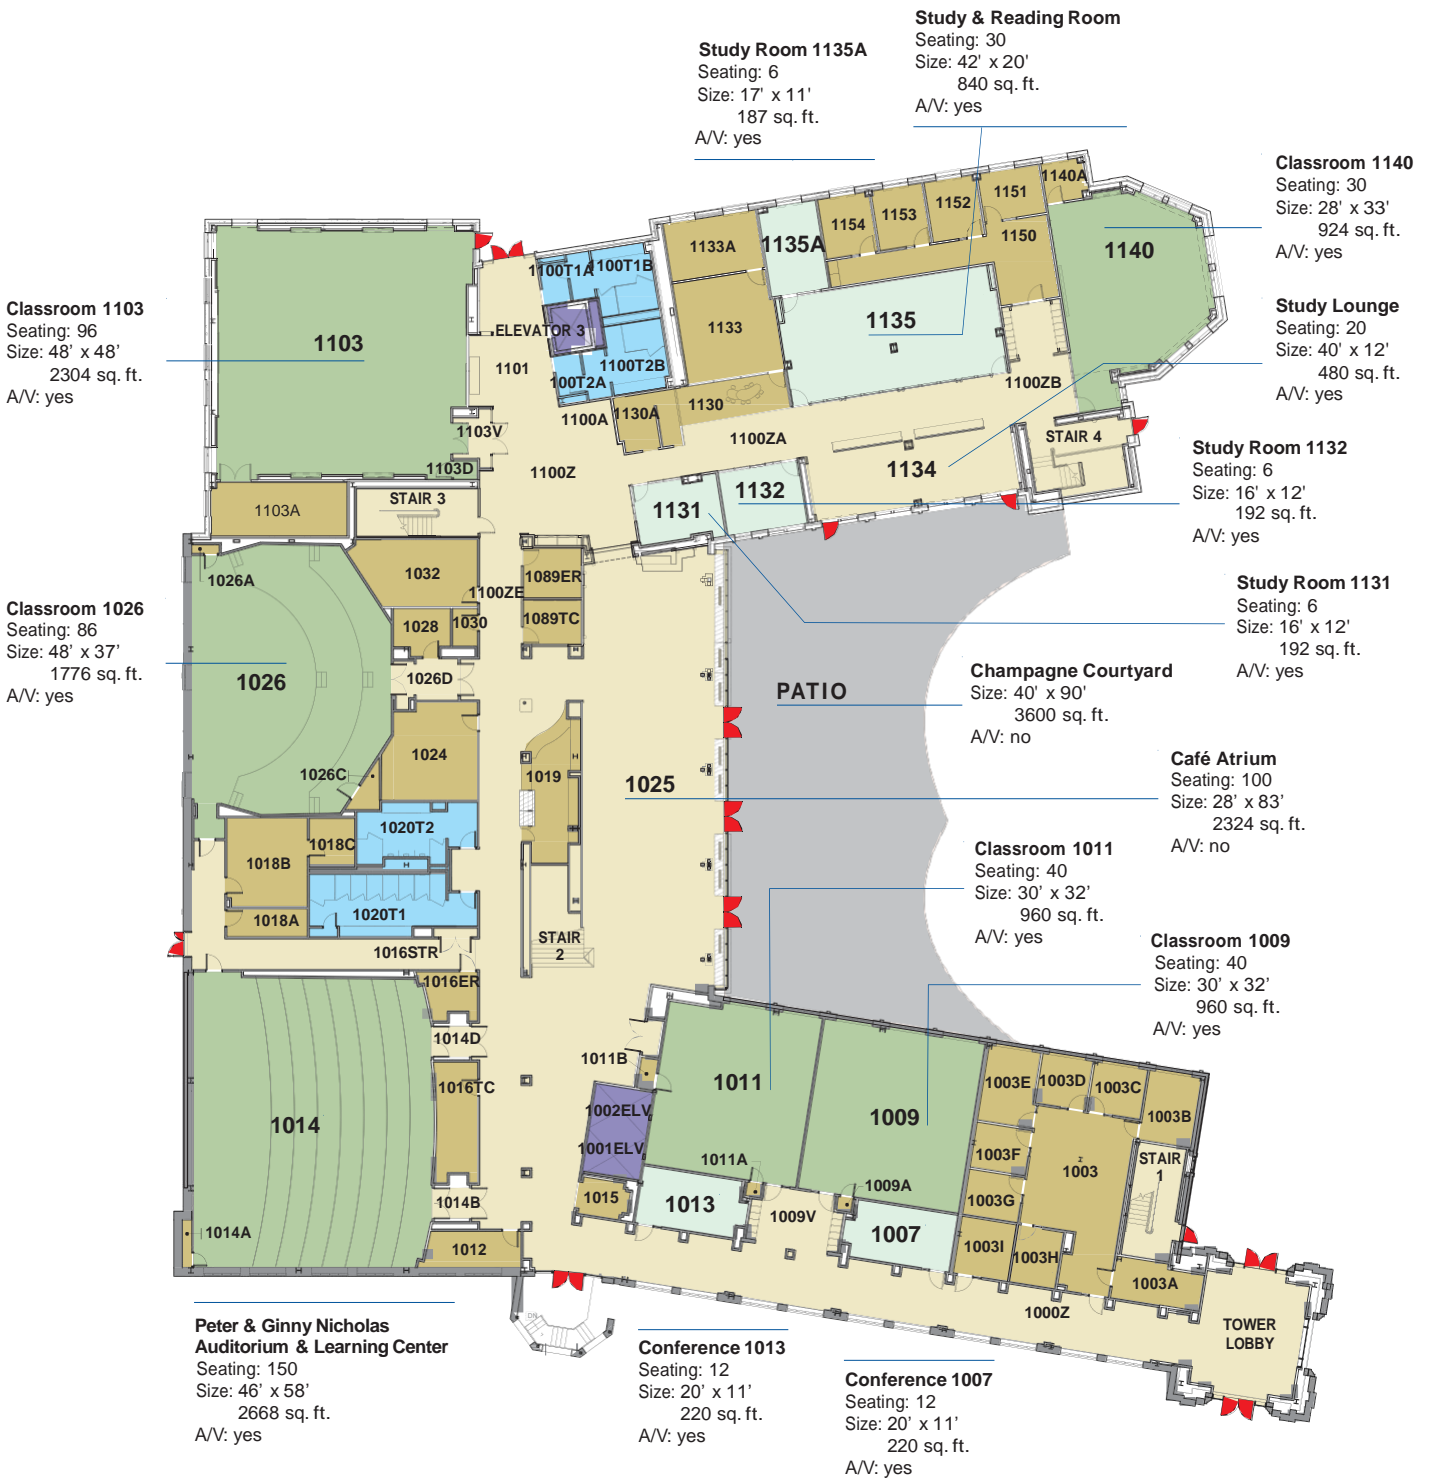 Study & Reading Room
Seating: 30
Size: 42' x 20'
840 sq. ft.
A/V: yes
Study Room 1135A
Seating: 6
Size: 17' x 11'
187 sq. ft.
A/V: yes
Classroom 1140
Seating: 30
Size: 28' x 33'
924 sq. ft.
A/V: yes
Study Lounge
Seating: 20
Size: 40' x 12'
480 sq. ft.
A/V: yes
Study Room 1132
Seating: 6
Size: 16' x 12'
192 sq. ft.
A/V: yes
Study Room 1131
Seating: 6
Size: 16' x 12'
192 sq. ft.
A/V: yes
Champagne Courtyard
Size: 40' x 90'
3600 sq. ft.
A/V: no
Café Atrium
Seating: 100
Size: 28' x 83'
2324 sq. ft.
A/V: no
Classroom 1011
Seating: 40
Size: 30' x 32'
960 sq. ft.
A/V: yes
Classroom 1009
Seating: 40
Size: 30' x 32'
960 sq. ft.
A/V: yes
Classroom 1103
Seating: 96
Size: 48' x 48'
2304 sq. ft.
A/V: yes
Classroom 1026
Seating: 86
Size: 48' x 37'
1776 sq. ft.
A/V: yes
Peter & Ginny Nicholas
Auditorium & Learning Center
Seating: 150
Size: 46' x 58'
2668 sq. ft.
A/V: yes
Conference 1013
Seating: 12
Size: 20' x 11'
220 sq. ft.
A/V: yes
Conference 1007
Seating: 12
Size: 20' x 11'
220 sq. ft.
A/V: yes
1140A
1151
1152
1153
1154
1150
1135A
1133A
1140
1100T1A
1100T1B
ELEVATOR 3
1133
1135
1103
1101
1100T2B
100T2A
1100ZB
1130A
1130
1100A
1103V
1100ZA
STAIR 4
1103D
1100Z
1134
1132
1131
STAIR 3
1103A
1032
1026A
1089ER
1100ZE
1089TC
1028
1030
1026
1026D
PATIO
1024
1026C
1019
1025
1020T2
1018C
1018B
1018A
1020T1
1016STR
STAIR
2
1016ER
1014D
1011B
1016TC
1011
1003E
1003D
1003C
1003B
1014
1002ELV
1001ELV
1009
1003F
1003
STAIR
1
1011A
1009A
1003G
1014B
1015
1013
1009V
1007
1014A
1012
1003I
1003H
1003A
1000Z
TOWER
LOBBY
DN